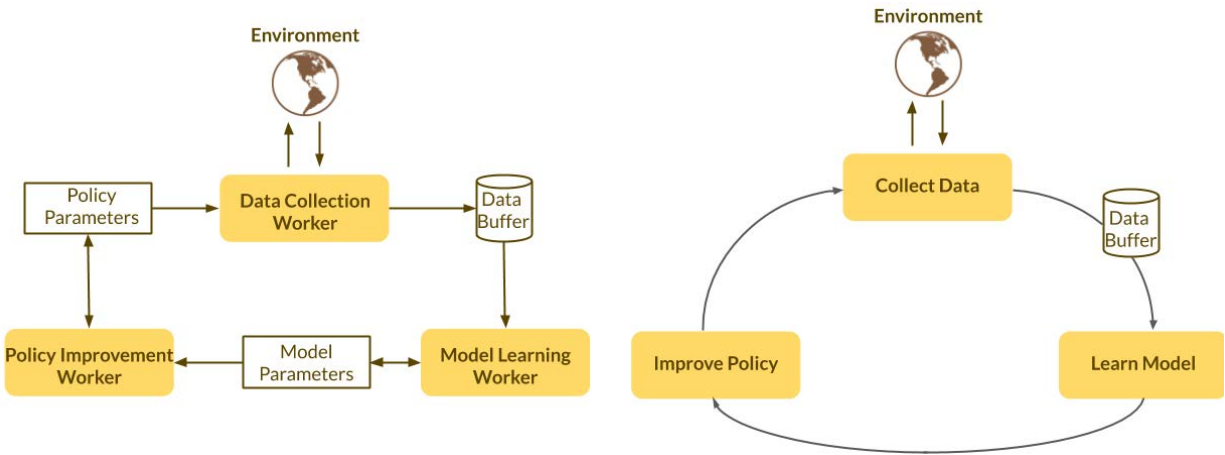 Environment
Policy
Parameters
Data Collection
Worker
Data
Buffer
Policy Improvement
Worker
Model
Parameters
Model Learning
Worker
Environment
Collect Data
Data
Buffer
Improve Policy
Learn Model